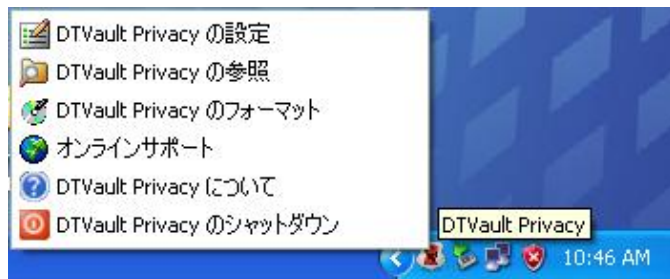 DTVault Privacy の設定
DTVault Privacy の参照
DTVault Privacy のフォーマット
オンラインサポート
DTVault Privacy について
DTVault Privacy のシャットダウン
DTVault Privacy
10:46 AM